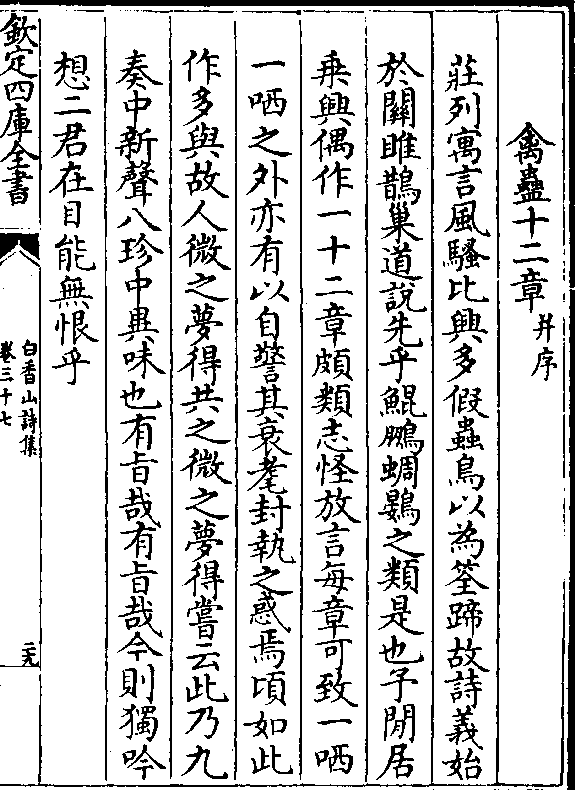 禽蟲十二章并序
莊列寓言風騷比興多假蟲鳥以為筌蹄故詩義始
於關雎鵲巢道說先乎鯤鵬蜩鷃之類是也予閒居
乗興偶作一十二章頗類志怪放言每章可致一哂
一哂之外亦有以自警其衰耄封執之惑焉頃如此
作多與故人微之夢得共之微之夢得嘗云此乃九
奏中新聲八珍中異味也有旨哉有旨哉今則獨吟
想二君在目能無恨乎
欽定四庫全書
白香山詩集
卷三十七
二九